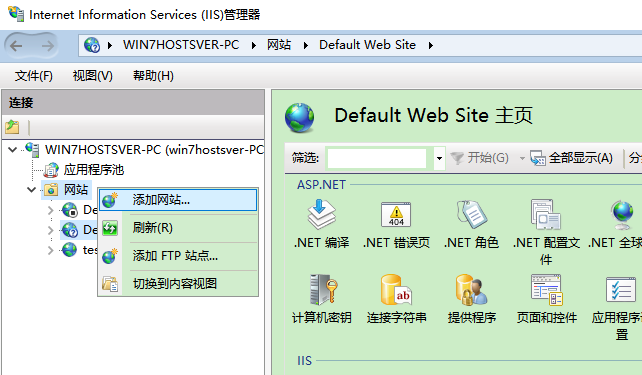 Internet Information Services (IIS)管理器
WIN7HOSTSVER-PC 网站 Default Web Site
文件(F) 视图(V) 帮助(H)
连接
WIN7HOSTSVER-PC (win7hostsver-PC
应用程序池
网站
De
De
tes
添加网站...
刷新(R)
添加 FTP 站点...
切换到内容视图
Default Web Site 主页
筛选: 开始(G) 全部显示(A) 分
ASP.NET
.NET 编译 .NET 错误页 .NET 角色 .NET 配置文件 .NET 全球
404
ab
计算机密钥 连接字符串 提供程序 页面和控件 应用程序设置
IIS